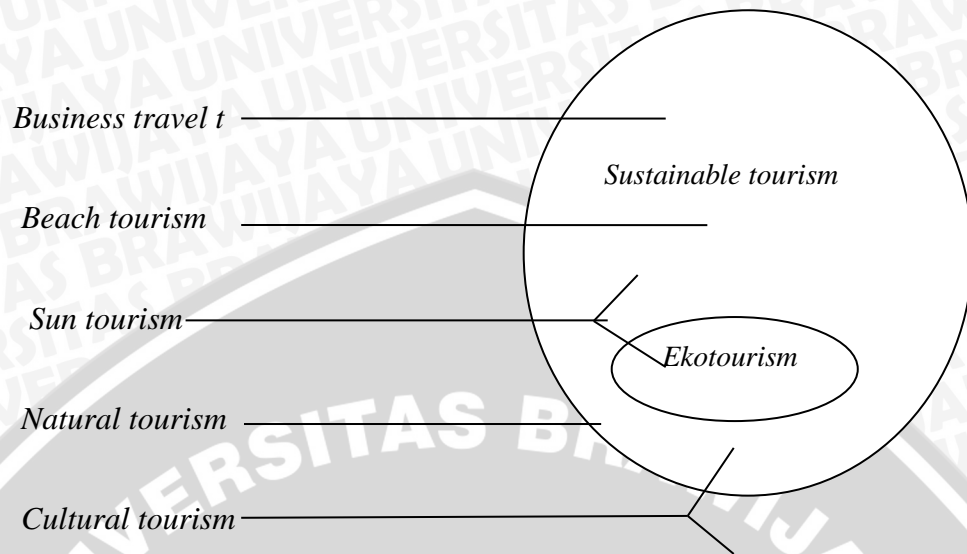 Business travel t
Sustainable tourism
Beach tourism
Sun tourism
Ekotourism
Natural tourism
Cultural tourism